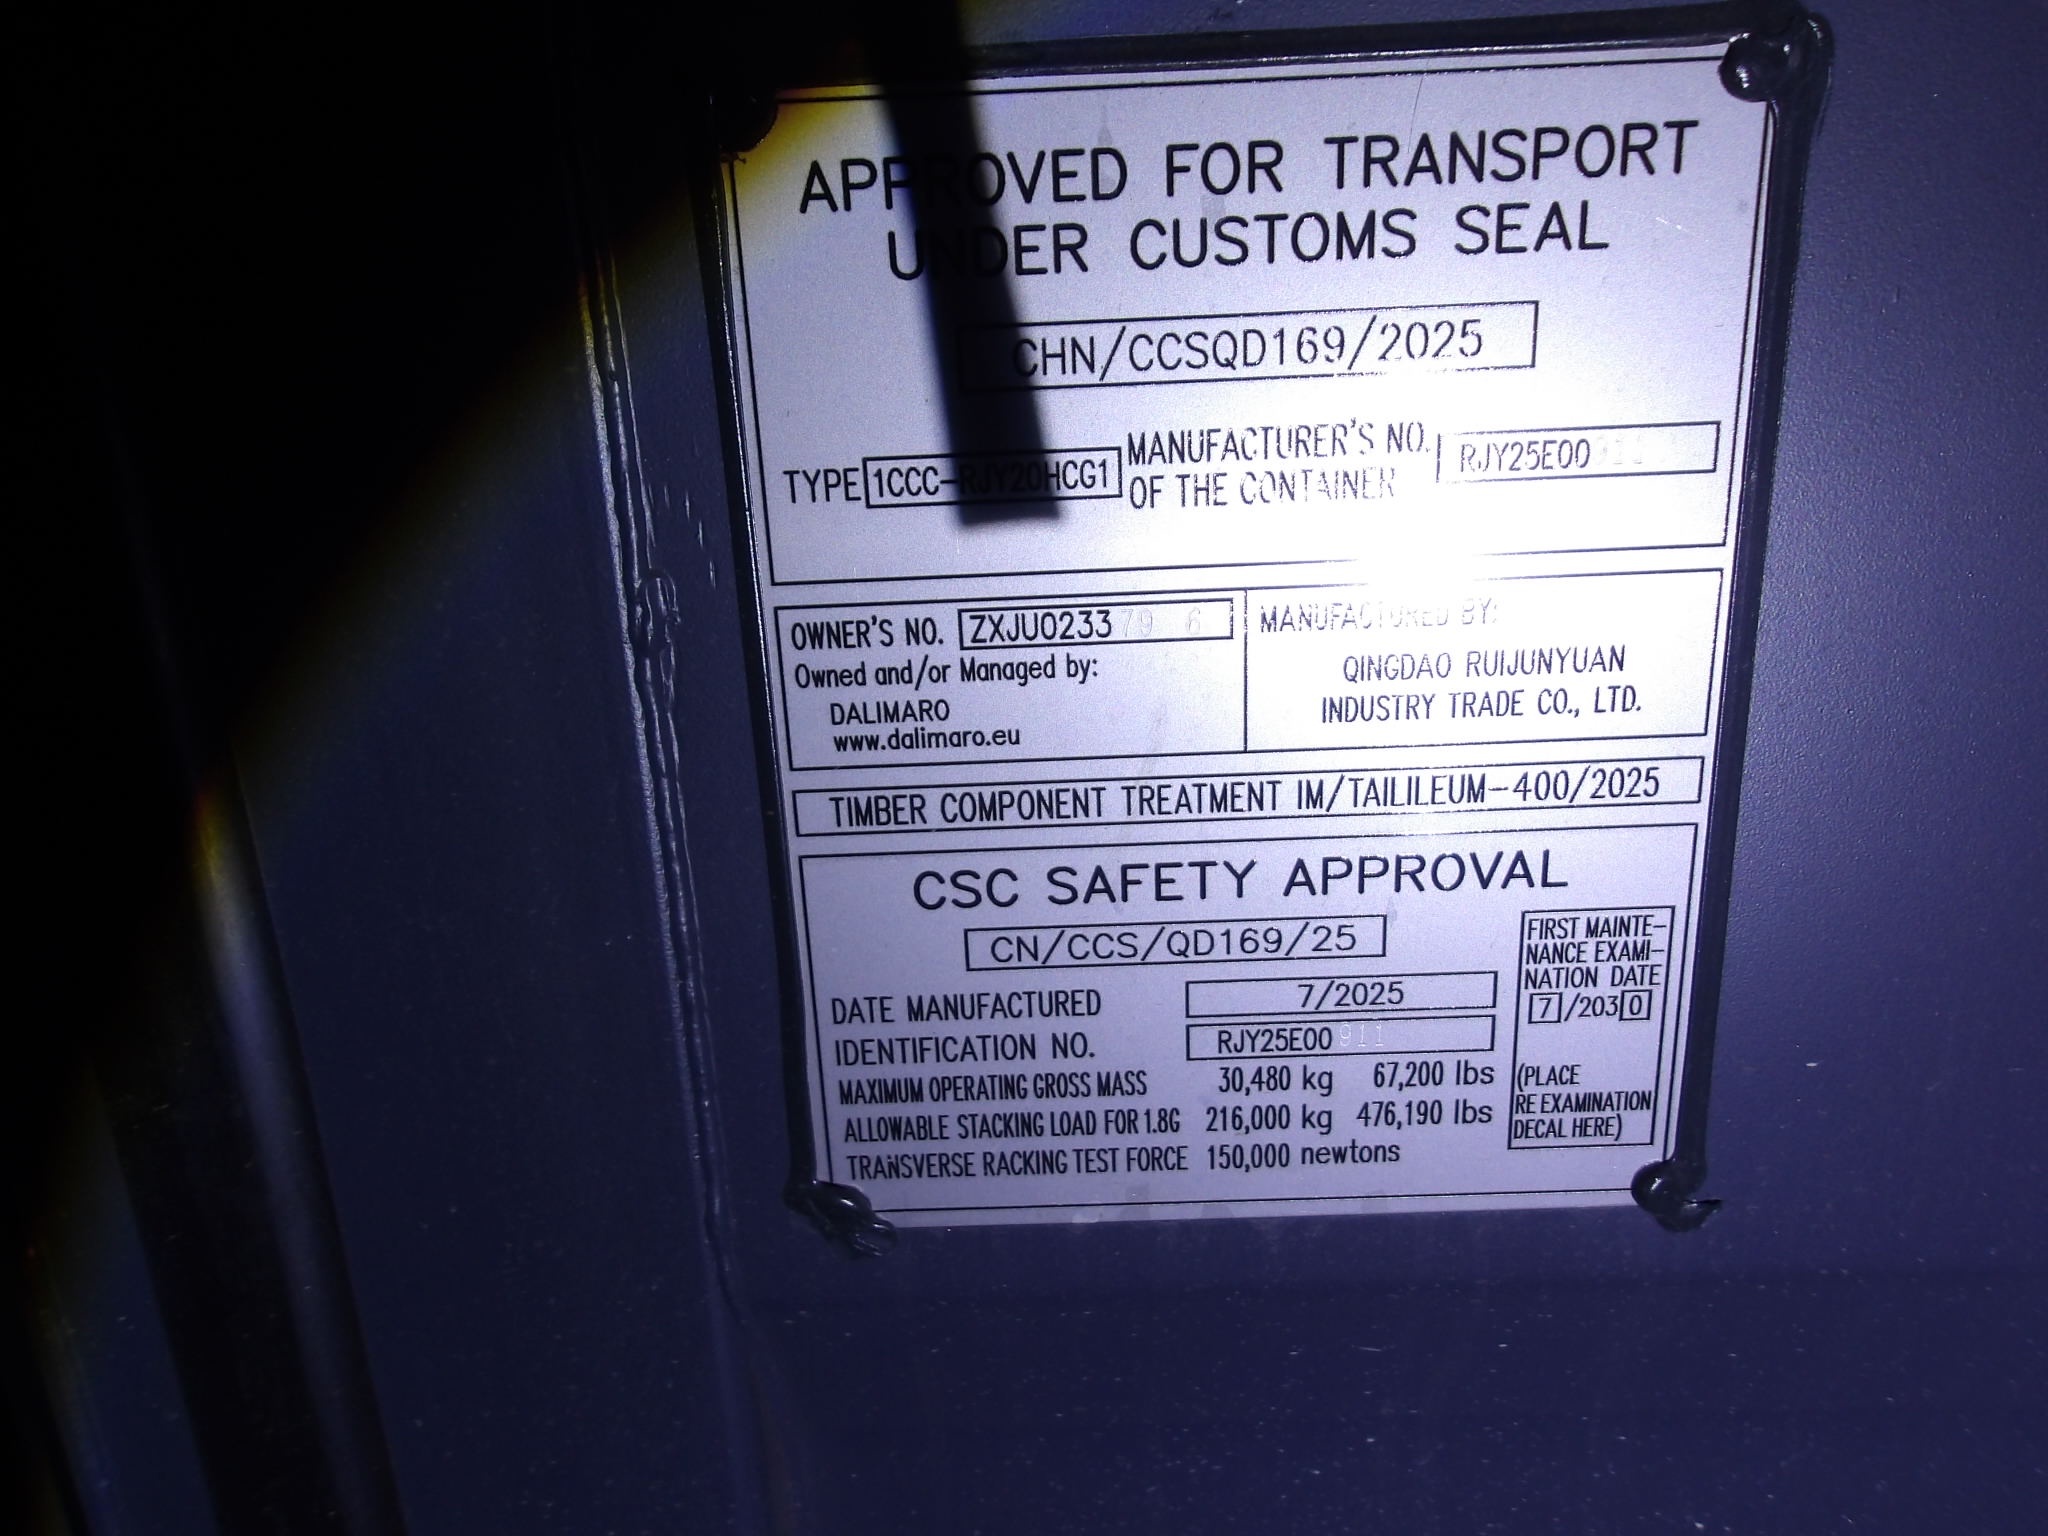 APPROVED FOR TRANSPORT
UNDER CUSTOMS SEAL
CHN/CCSQD169/2025
TYPE 1CCC-RJY20HCG1
MANUFACTURER'S NO. OF THE CONTAINER
RJY25E00911
OWNER'S NO.
Owned and/or Managed by:
DALIMARO
www.dalimaro.eu
MANUFACTURED BY:
QINGDAO RUIJUNYUAN
INDUSTRY TRADE CO., LTD.
TIMBER COMPONENT TREATMENT IM/TAILILEUM-400/2025
CSC SAFETY APPROVAL
CN/CCS/QD169/25
DATE MANUFACTURED 7/2025
IDENTIFICATION NO. RJY25E00911
MAXIMUM OPERATING GROSS MASS 30,480 kg 67,200 lbs
ALLOWABLE STACKING LOAD FOR 1.8G 216,000 kg 476,190 lbs
TRANSVERSE RACKING TEST FORCE 150,000 newtons
FIRST MAINTE-
NANCE EXAMI-
NATION DATE
7/2030
(PLACE
RE EXAMINATION
DECAL HERE)